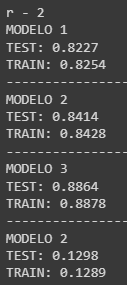 r - 2
MODELO 1
TEST: 0.8227
TRAIN: 0.8254
-----------------
MODELO 2
TEST: 0.8414
TRAIN: 0.8428
-----------------
MODELO 3
TEST: 0.8864
TRAIN: 0.8878
-----------------
MODELO 2
TEST: 0.1298
TRAIN: 0.1289